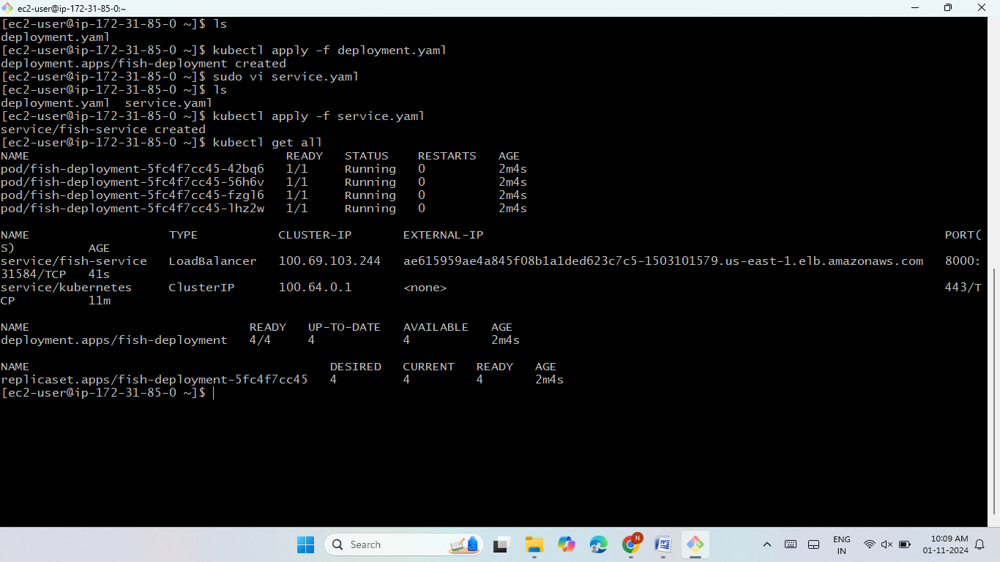 ec2-user@ip-172-31-85-0:~
[ec2-user@ip-172-31-85-0 ~]$ ls
deployment.yaml
[ec2-user@ip-172-31-85-0 ~]$ kubectl apply -f deployment.yaml
deployment.apps/fish-deployment created
[ec2-user@ip-172-31-85-0 ~]$ sudo vi service.yaml
[ec2-user@ip-172-31-85-0 ~]$ ls
deployment.yaml  service.yaml
[ec2-user@ip-172-31-85-0 ~]$ kubectl apply -f service.yaml
service/fish-service created
[ec2-user@ip-172-31-85-0 ~]$ kubectl get all
NAME                                   READY   STATUS    RESTARTS   AGE
pod/fish-deployment-5fc4f7cc45-42bq6   1/1     Running   0          2m4s
pod/fish-deployment-5fc4f7cc45-56h6v   1/1     Running   0          2m4s
pod/fish-deployment-5fc4f7cc45-fzgl6   1/1     Running   0          2m4s
pod/fish-deployment-5fc4f7cc45-lhz2w   1/1     Running   0          2m4s
NAME                   TYPE           CLUSTER-IP       EXTERNAL-IP                                                               PORT(
S)          AGE
service/fish-service   LoadBalancer   100.69.103.244   ae615959ae4a845f08b1a1ded623c7c5-1503101579.us-east-1.elb.amazonaws.com   8000:
31584/TCP   41s
service/kubernetes     ClusterIP      100.64.0.1       <none>                                                                    443/T
CP          11m
NAME                              READY   UP-TO-DATE   AVAILABLE   AGE
deployment.apps/fish-deployment   4/4     4            4           2m4s
NAME                                         DESIRED   CURRENT   READY   AGE
replicaset.apps/fish-deployment-5fc4f7cc45   4         4         4       2m4s
[ec2-user@ip-172-31-85-0 ~]$
Search
N
ENG
IN
10:09 AM
01-11-2024